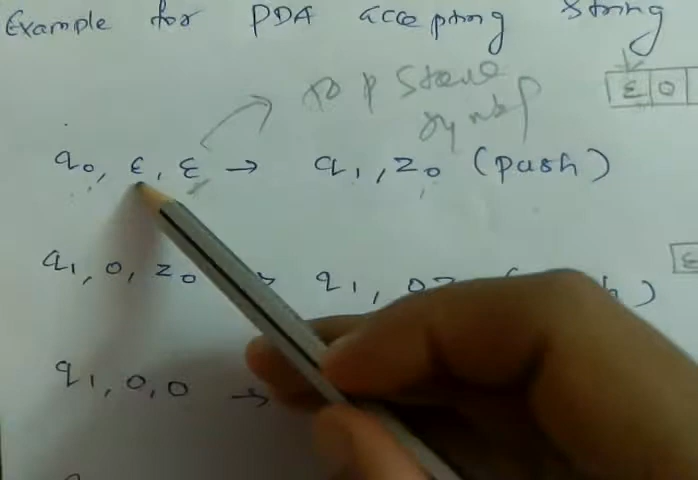 Example for PDA accepting string
top stack symbol
ε 0
q0, ε, ε → q1, z0 (push)
ε
q1, 0, z0 → q1, 0z
q1, 0, 0 →